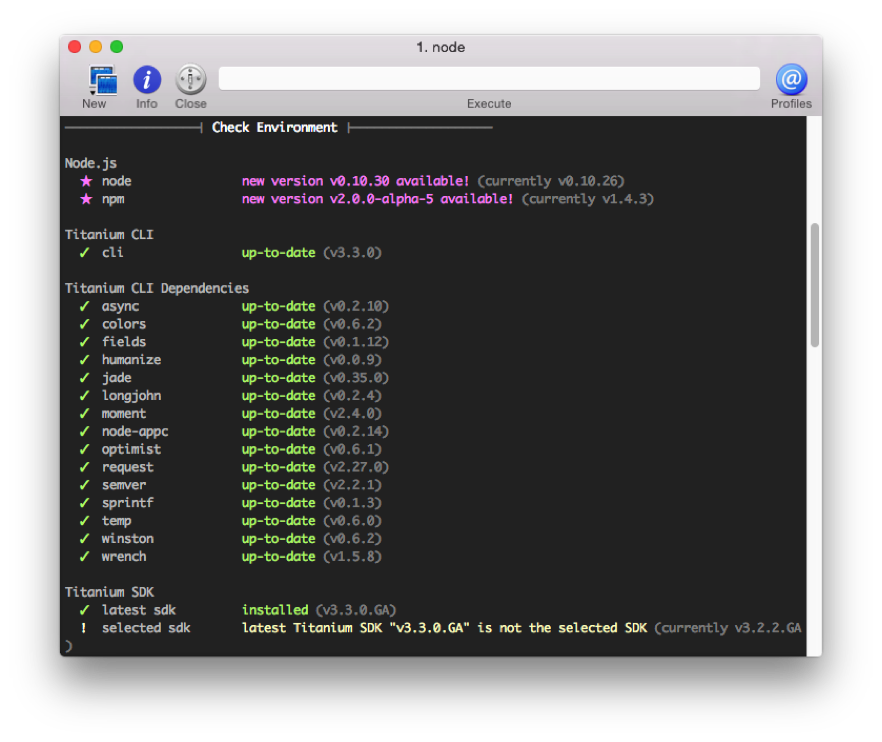 1. node
New Info Close Execute Profiles
Check Environment
Node.js
★ node new version v0.10.30 available! (currently v0.10.26)
★ npm new version v2.0.0-alpha-5 available! (currently v1.4.3)
Titanium CLI
✓ cli up-to-date (v3.3.0)
Titanium CLI Dependencies
✓ async up-to-date (v0.2.10)
✓ colors up-to-date (v0.6.2)
✓ fields up-to-date (v0.1.12)
✓ humanize up-to-date (v0.0.9)
✓ jade up-to-date (v0.35.0)
✓ longjohn up-to-date (v0.2.4)
✓ moment up-to-date (v2.4.0)
✓ node-appc up-to-date (v0.2.14)
✓ optimist up-to-date (v0.6.1)
✓ request up-to-date (v2.27.0)
✓ semver up-to-date (v2.2.1)
✓ sprintf up-to-date (v0.1.3)
✓ temp up-to-date (v0.6.0)
✓ winston up-to-date (v0.6.2)
✓ wrench up-to-date (v1.5.8)
Titanium SDK
✓ latest sdk installed (v3.3.0.GA)
! selected sdk latest Titanium SDK "v3.3.0.GA" is not the selected SDK (currently v3.2.2.GA
)